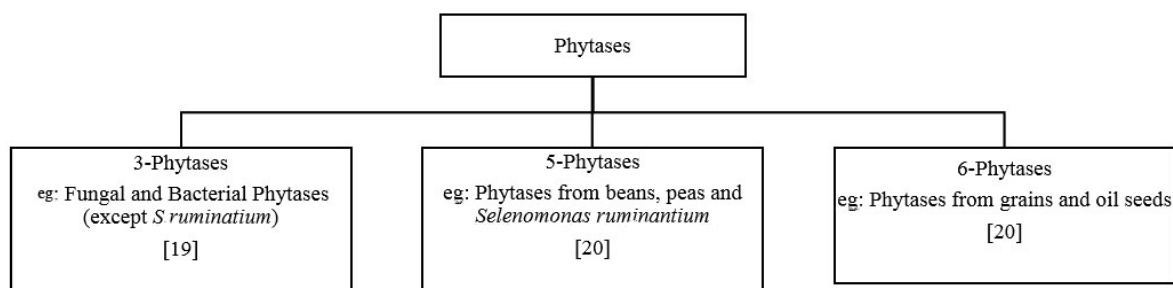 Phytases
3-Phytases
eg: Fungal and Bacterial Phytases
(except S ruminatium)
[19]
5-Phytases
eg: Phytases from beans, peas and
Selenomonas ruminantium
[20]
6-Phytases
eg: Phytases from grains and oil seeds
[20]